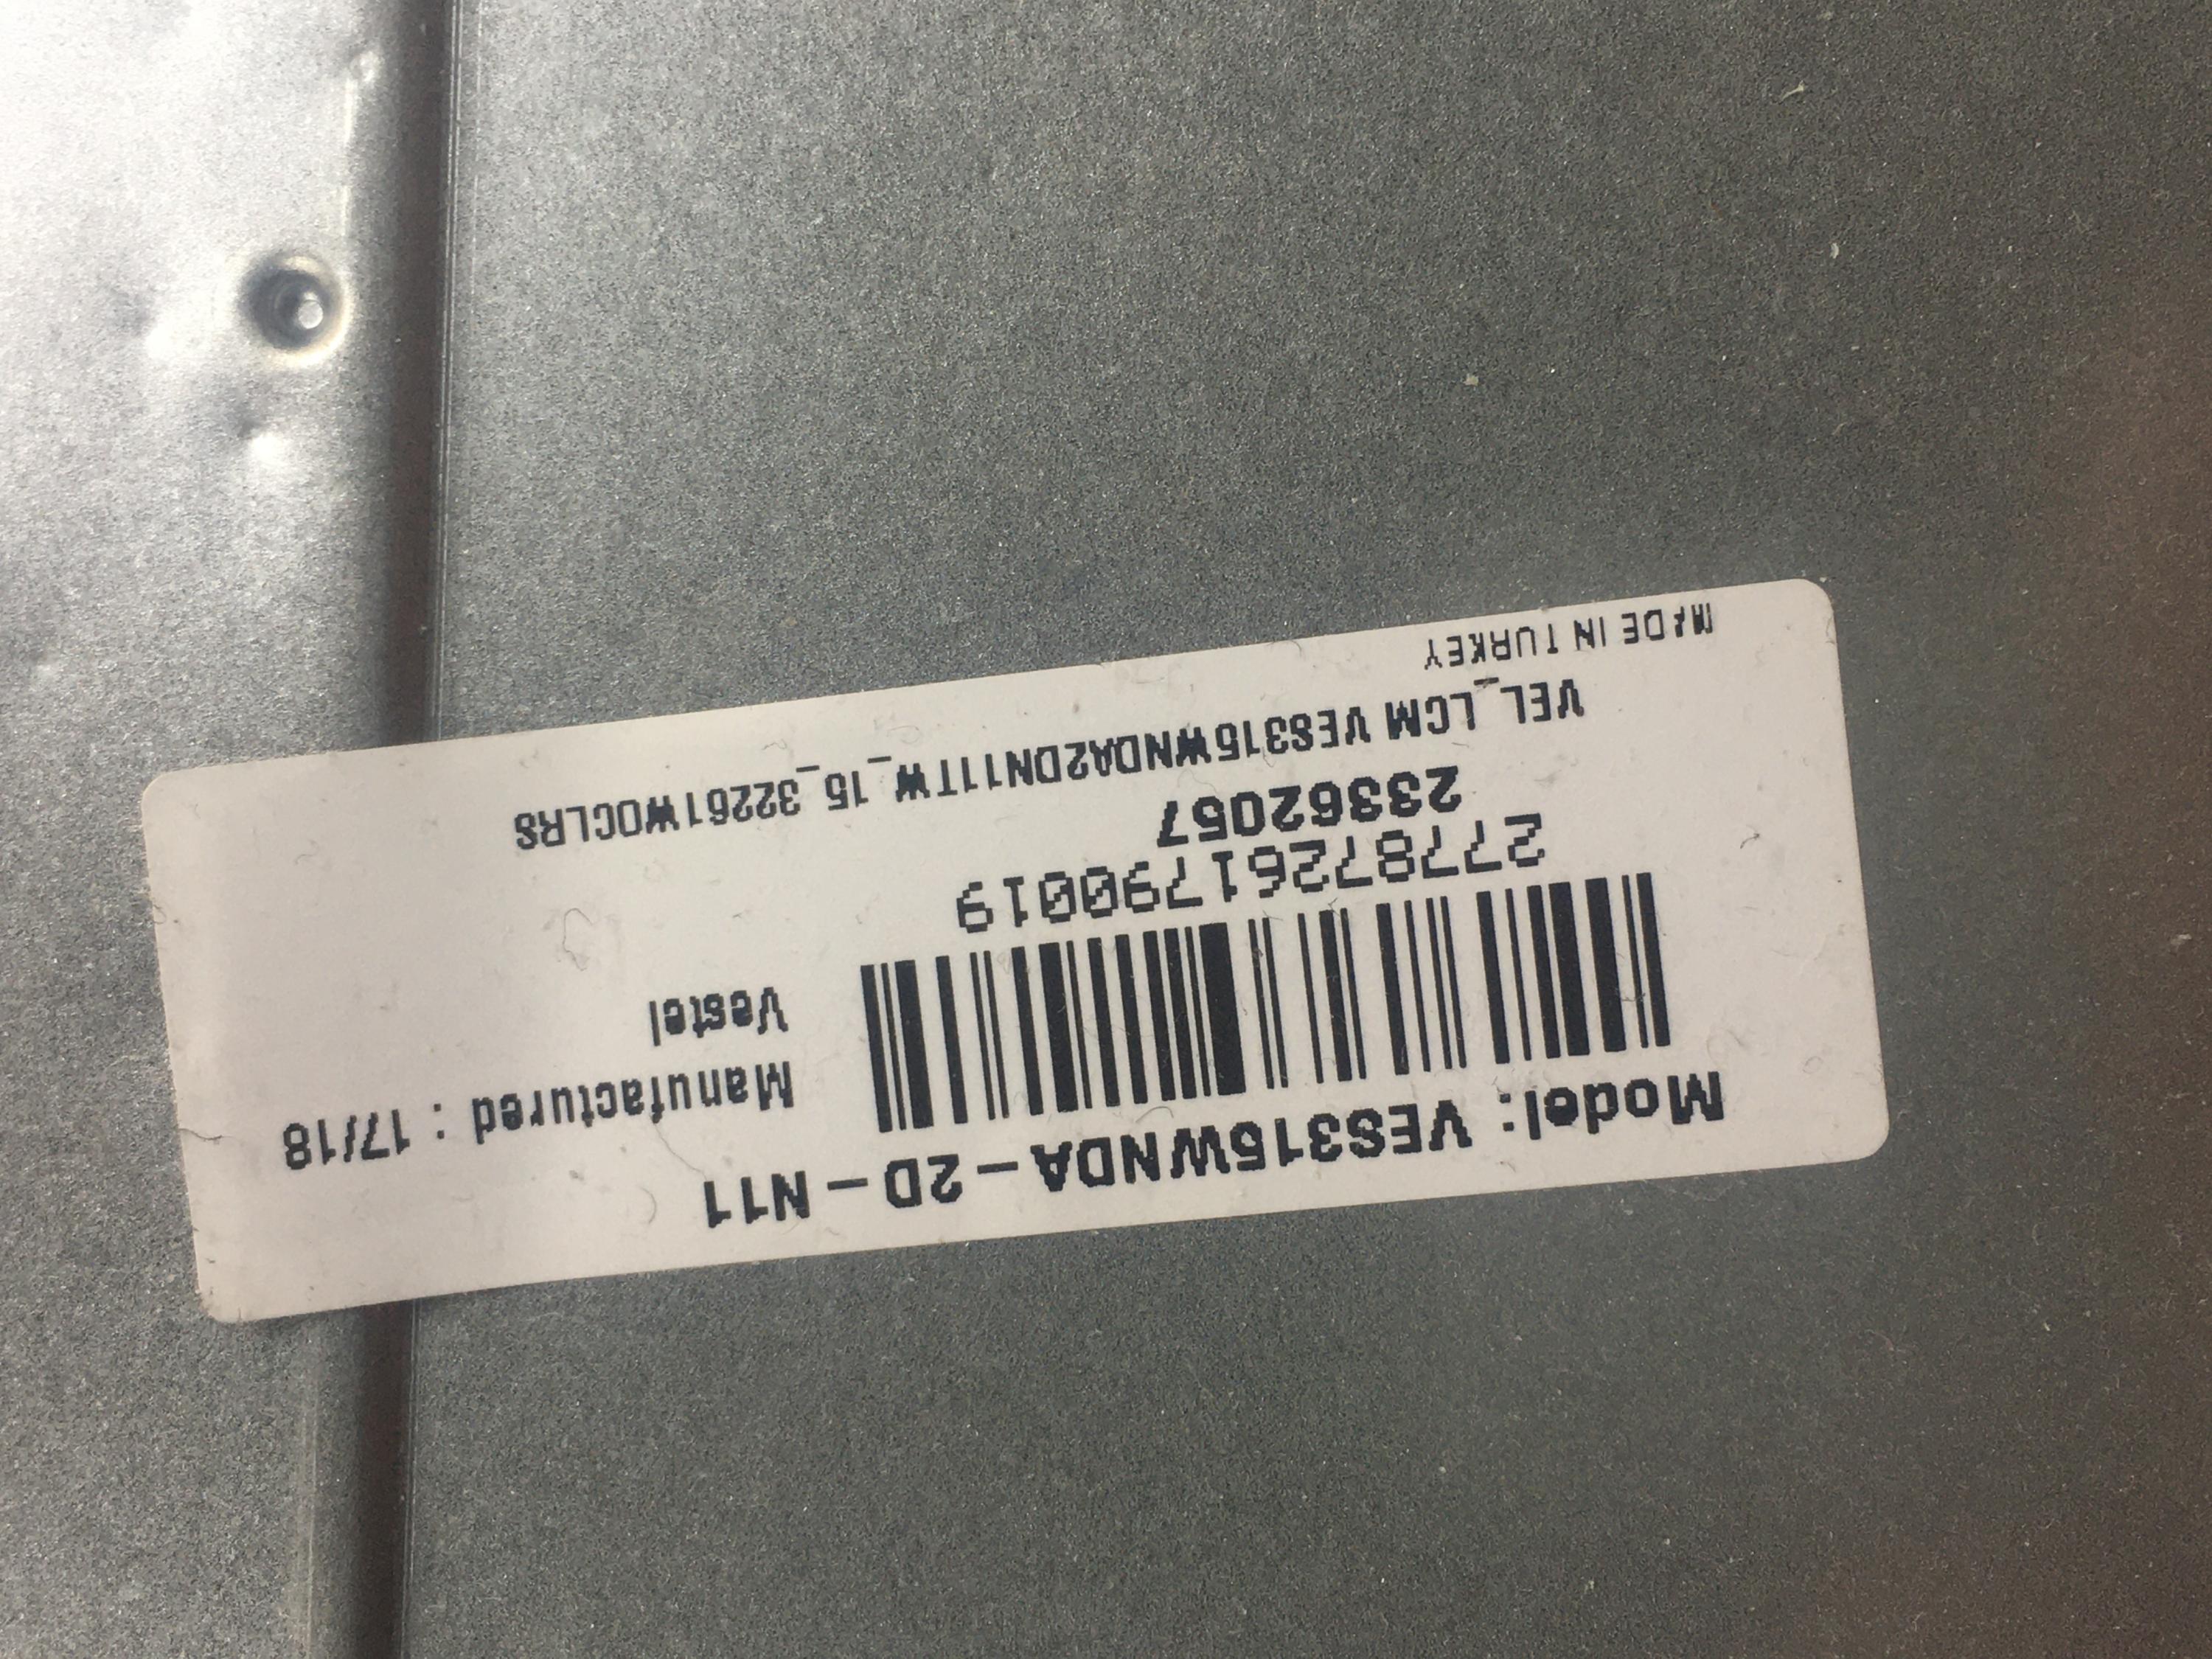 Model: VES315WNDA-2D-N11
Manufactured : 17/18
Vestel
27787261790019
23362057
VEL_LCM VES315WNDA2DN11TW_15_32261WOCLRS
MADE IN TURKEY